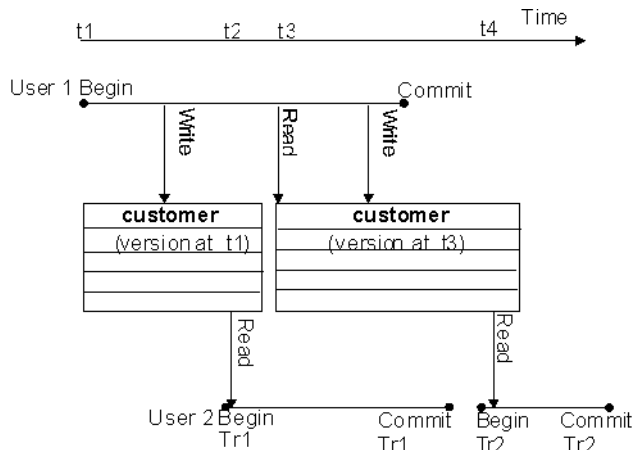 t1 t2 t3 t4 Time
User 1 Begin Commit
Write Read Write
customer customer
(version at t1) (version at t3)
Read Read
User 2 Begin Commit Begin Commit
Tr1 Tr1 Tr2 Tr2